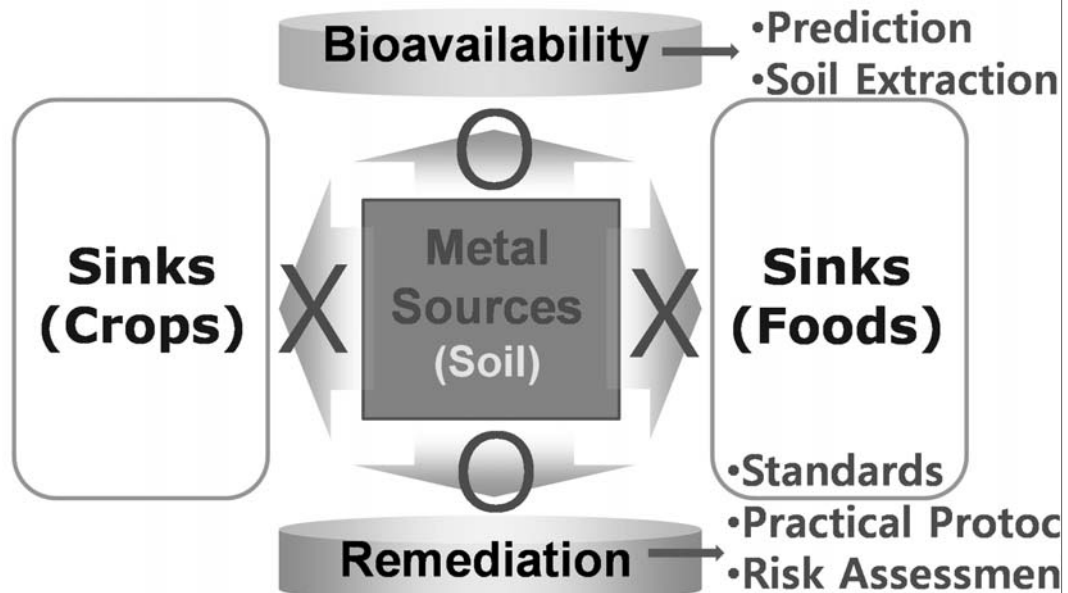 Bioavailability
•Prediction
•Soil Extraction
O
Sinks
(Crops)
X
Metal
Sources
(Soil)
X
Sinks
(Foods)
O
Remediation
•Standards
•Practical Protoc
•Risk Assessmen